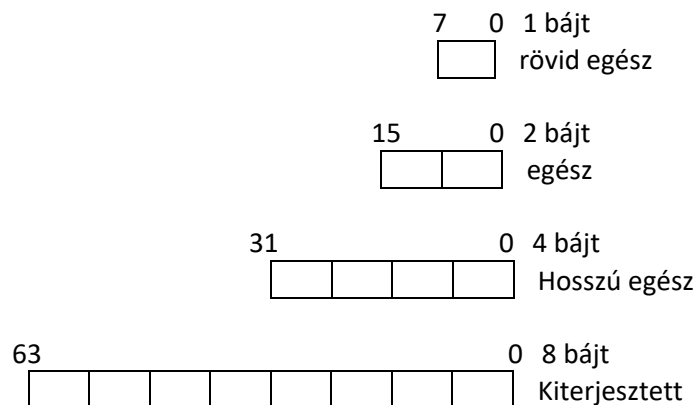 7 0 1 bájt
rövid egész
15 0 2 bájt
egész
31 0 4 bájt
Hosszú egész
63 0 8 bájt
Kiterjesztett